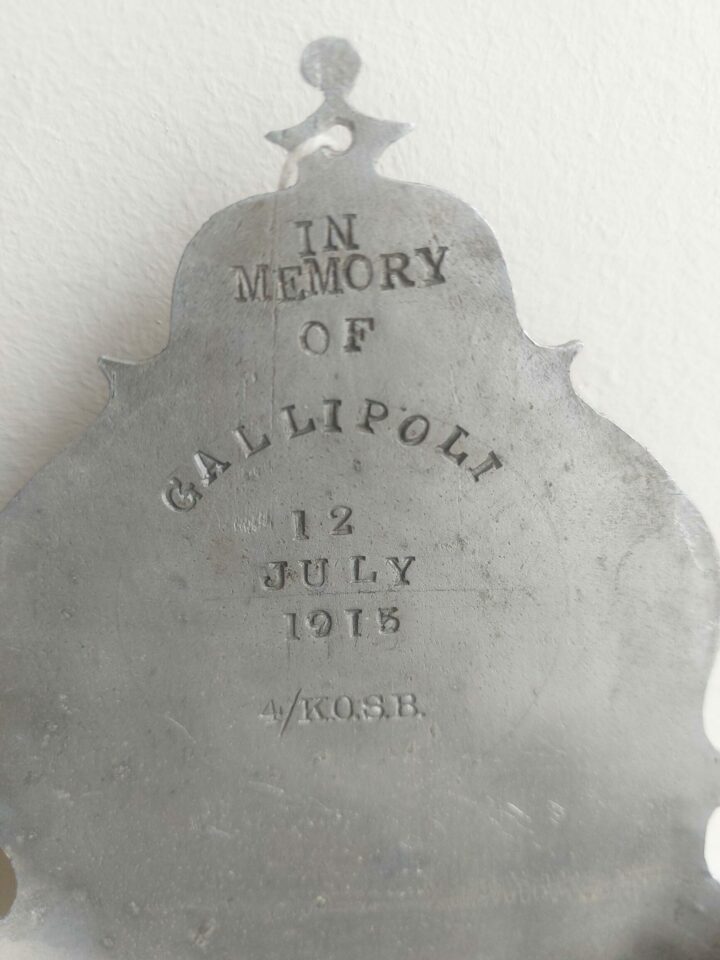 IN
MEMORY
OF
GALLIPOLI
12
JULY
1915
4/K.O.S.B.